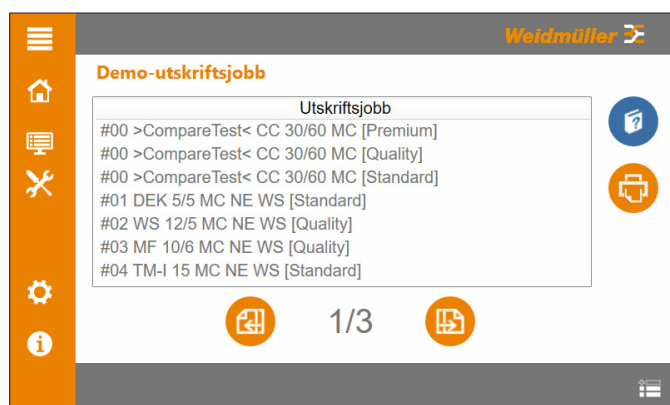 Weidmüller
Demo-utskriftsjobb
Utskriftsjobb
#00 >CompareTest< CC 30/60 MC [Premium]
#00 >CompareTest< CC 30/60 MC [Quality]
#00 >CompareTest< CC 30/60 MC [Standard]
#01 DEK 5/5 MC NE WS [Standard]
#02 WS 12/5 MC NE WS [Quality]
#03 MF 10/6 MC NE WS [Quality]
#04 TM-I 15 MC NE WS [Standard]
1/3